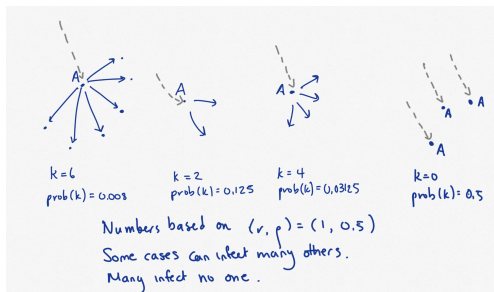 A
A
A
A
A
A
k=6
prob(k)=0.008
k=2
prob(k)=0.125
k=4
prob(k)=0.03125
k=0
prob(k)=0.5
Numbers based on (r, p) = (1, 0.5)
Some cases can infect many others.
Many infect no one.